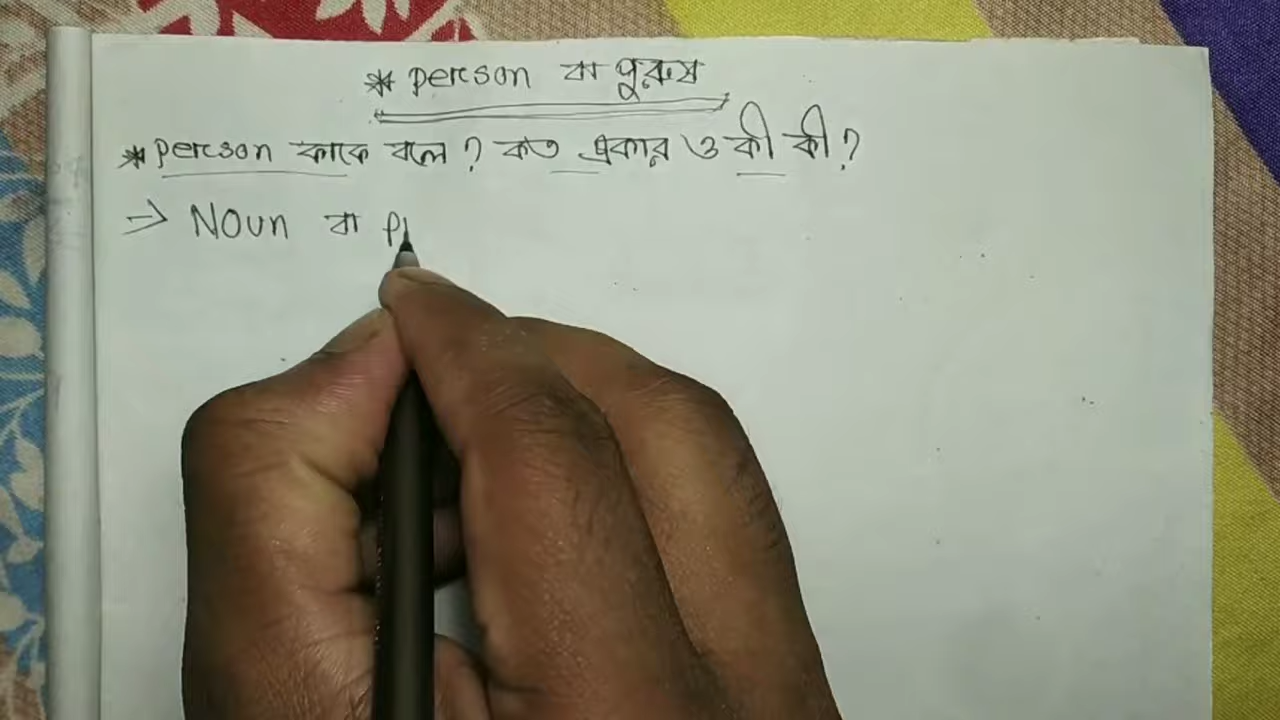 * person বা পুরুষ
* person কাকে বলে ? কত প্রকার ও কী কী ?
⇒ Noun বা